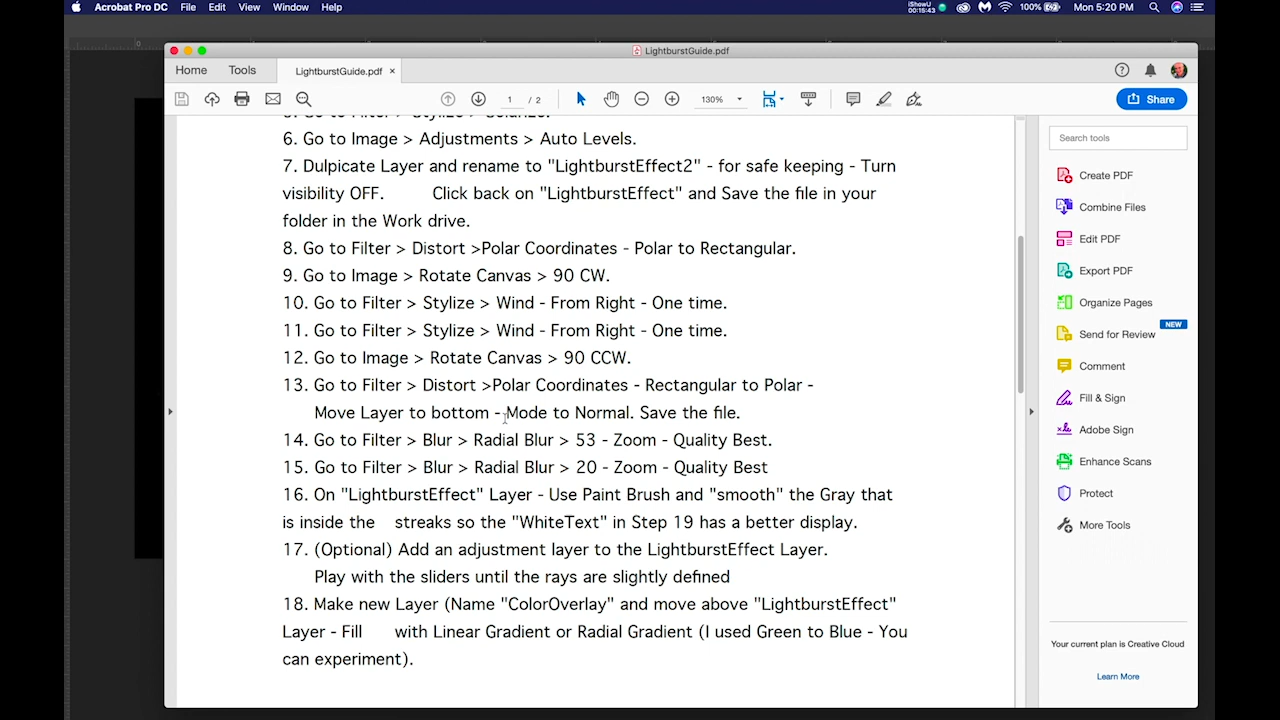 Acrobat Pro DC File Edit View Window Help iShowU 00:15:43 100% Mon 5:20 PM
0
LightburstGuide.pdf
Home Tools LightburstGuide.pdf ×
1 / 2 130% Share
Search tools
Create PDF
Combine Files
Edit PDF
Export PDF
Organize Pages
Send for Review NEW
Comment
Fill & Sign
Adobe Sign
Enhance Scans
Protect
More Tools
Your current plan is Creative Cloud
Learn More
5. Go to Filter > Stylize > Solarize.
6. Go to Image > Adjustments > Auto Levels.
7. Dulpicate Layer and rename to "LightburstEffect2" - for safe keeping - Turn
visibility OFF. Click back on "LightburstEffect" and Save the file in your
folder in the Work drive.
8. Go to Filter > Distort >Polar Coordinates - Polar to Rectangular.
9. Go to Image > Rotate Canvas > 90 CW.
10. Go to Filter > Stylize > Wind - From Right - One time.
11. Go to Filter > Stylize > Wind - From Right - One time.
12. Go to Image > Rotate Canvas > 90 CCW.
13. Go to Filter > Distort >Polar Coordinates - Rectangular to Polar -
Move Layer to bottom - Mode to Normal. Save the file.
14. Go to Filter > Blur > Radial Blur > 53 - Zoom - Quality Best.
15. Go to Filter > Blur > Radial Blur > 20 - Zoom - Quality Best
16. On "LightburstEffect" Layer - Use Paint Brush and "smooth" the Gray that
is inside the streaks so the "WhiteText" in Step 19 has a better display.
17. (Optional) Add an adjustment layer to the LightburstEffect Layer.
Play with the sliders until the rays are slightly defined
18. Make new Layer (Name "ColorOverlay" and move above "LightburstEffect"
Layer - Fill with Linear Gradient or Radial Gradient (I used Green to Blue - You
can experiment).